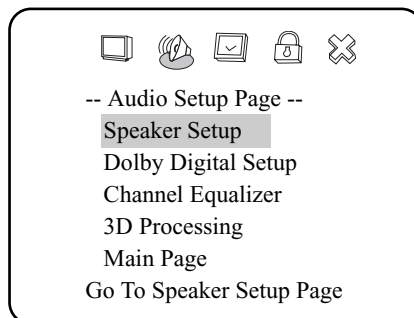 -- Audio Setup Page --
Speaker Setup
Dolby Digital Setup
Channel Equalizer
3D Processing
Main Page
Go To Speaker Setup Page